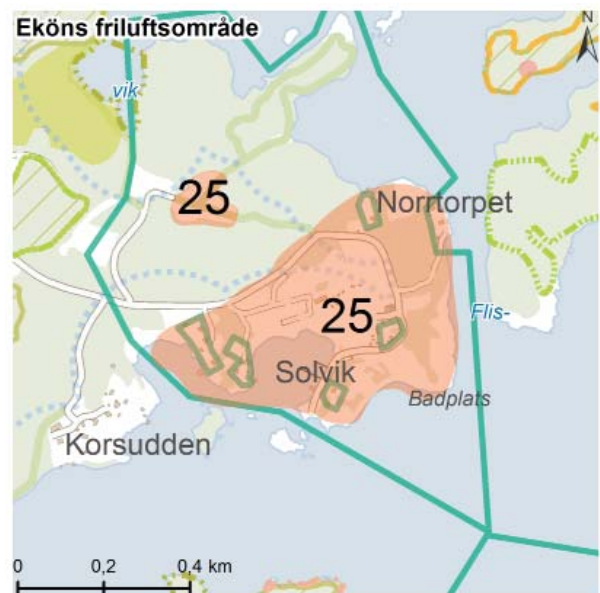 Eköns friluftsområde
N
vik
25
Norrtorpet
25
Flis-
Solvik
Badplats
Korsudden
0 0,2 0,4 km